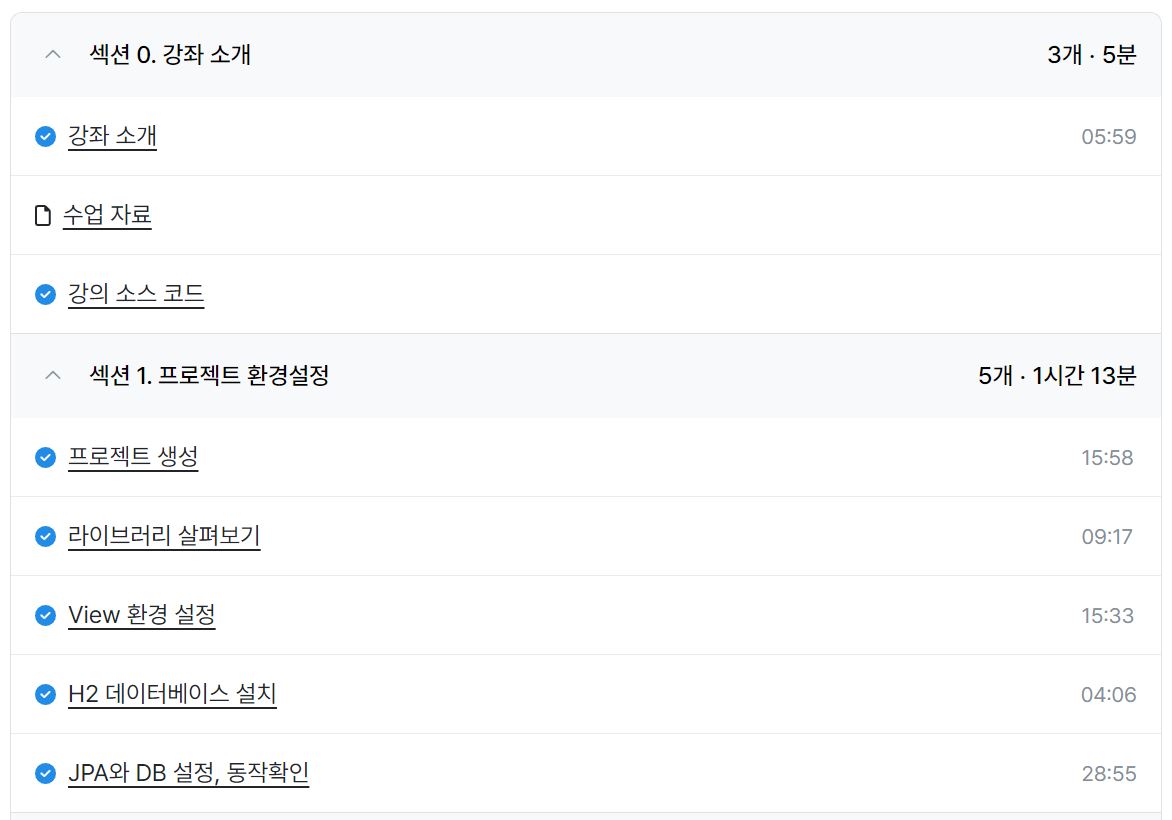 섹션 0. 강좌 소개 3개 · 5분
강좌 소개 05:59
수업 자료
강의 소스 코드
섹션 1. 프로젝트 환경설정 5개 · 1시간 13분
프로젝트 생성 15:58
라이브러리 살펴보기 09:17
View 환경 설정 15:33
H2 데이터베이스 설치 04:06
JPA와 DB 설정, 동작확인 28:55